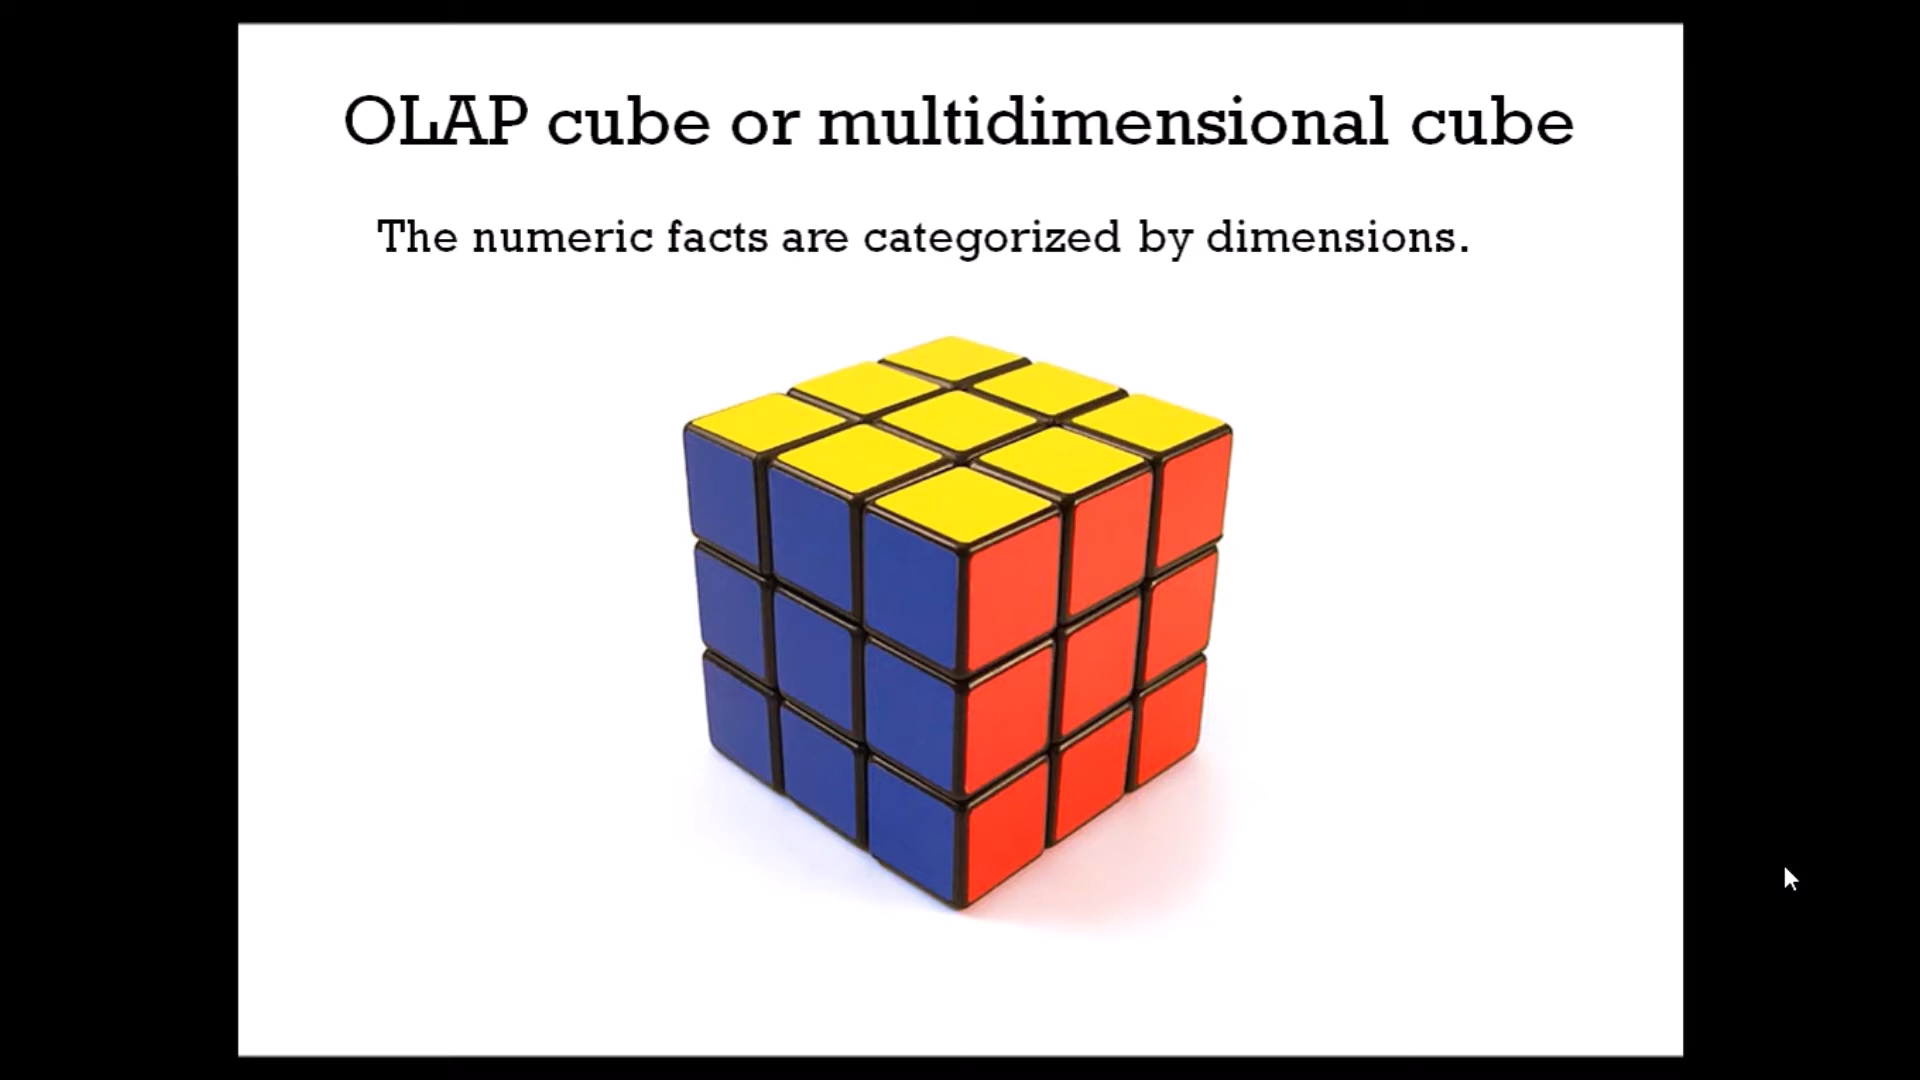 OLAP cube or multidimensional cube
The numeric facts are categorized by dimensions.